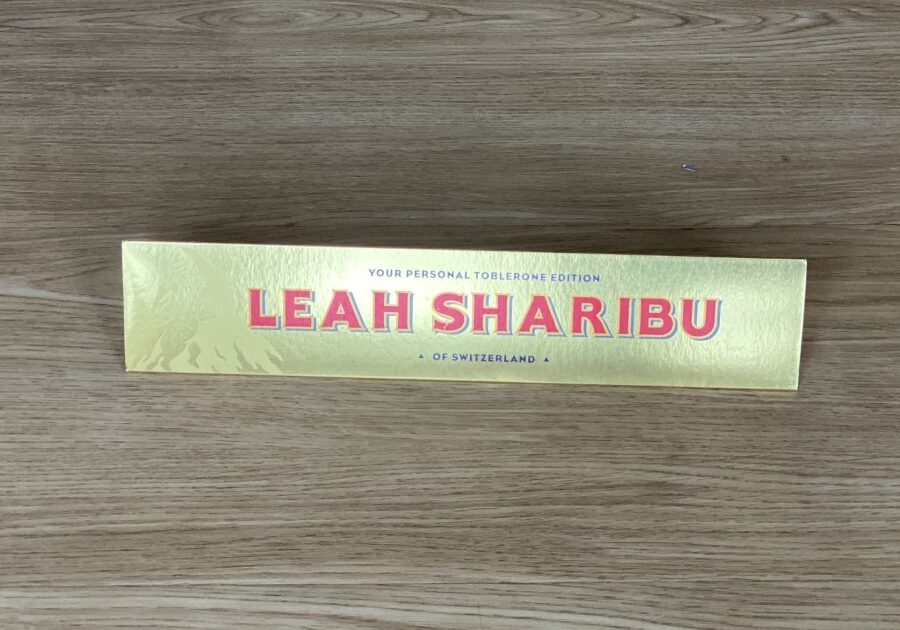 YOUR PERSONAL TOBLERONE EDITION
LEAH SHARIBU
OF SWITZERLAND